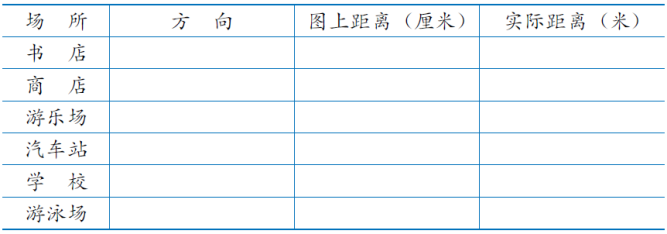 场 所 方 向 图上距离（厘米） 实际距离（米）
书 店
商 店
游乐场
汽车站
学 校
游泳场